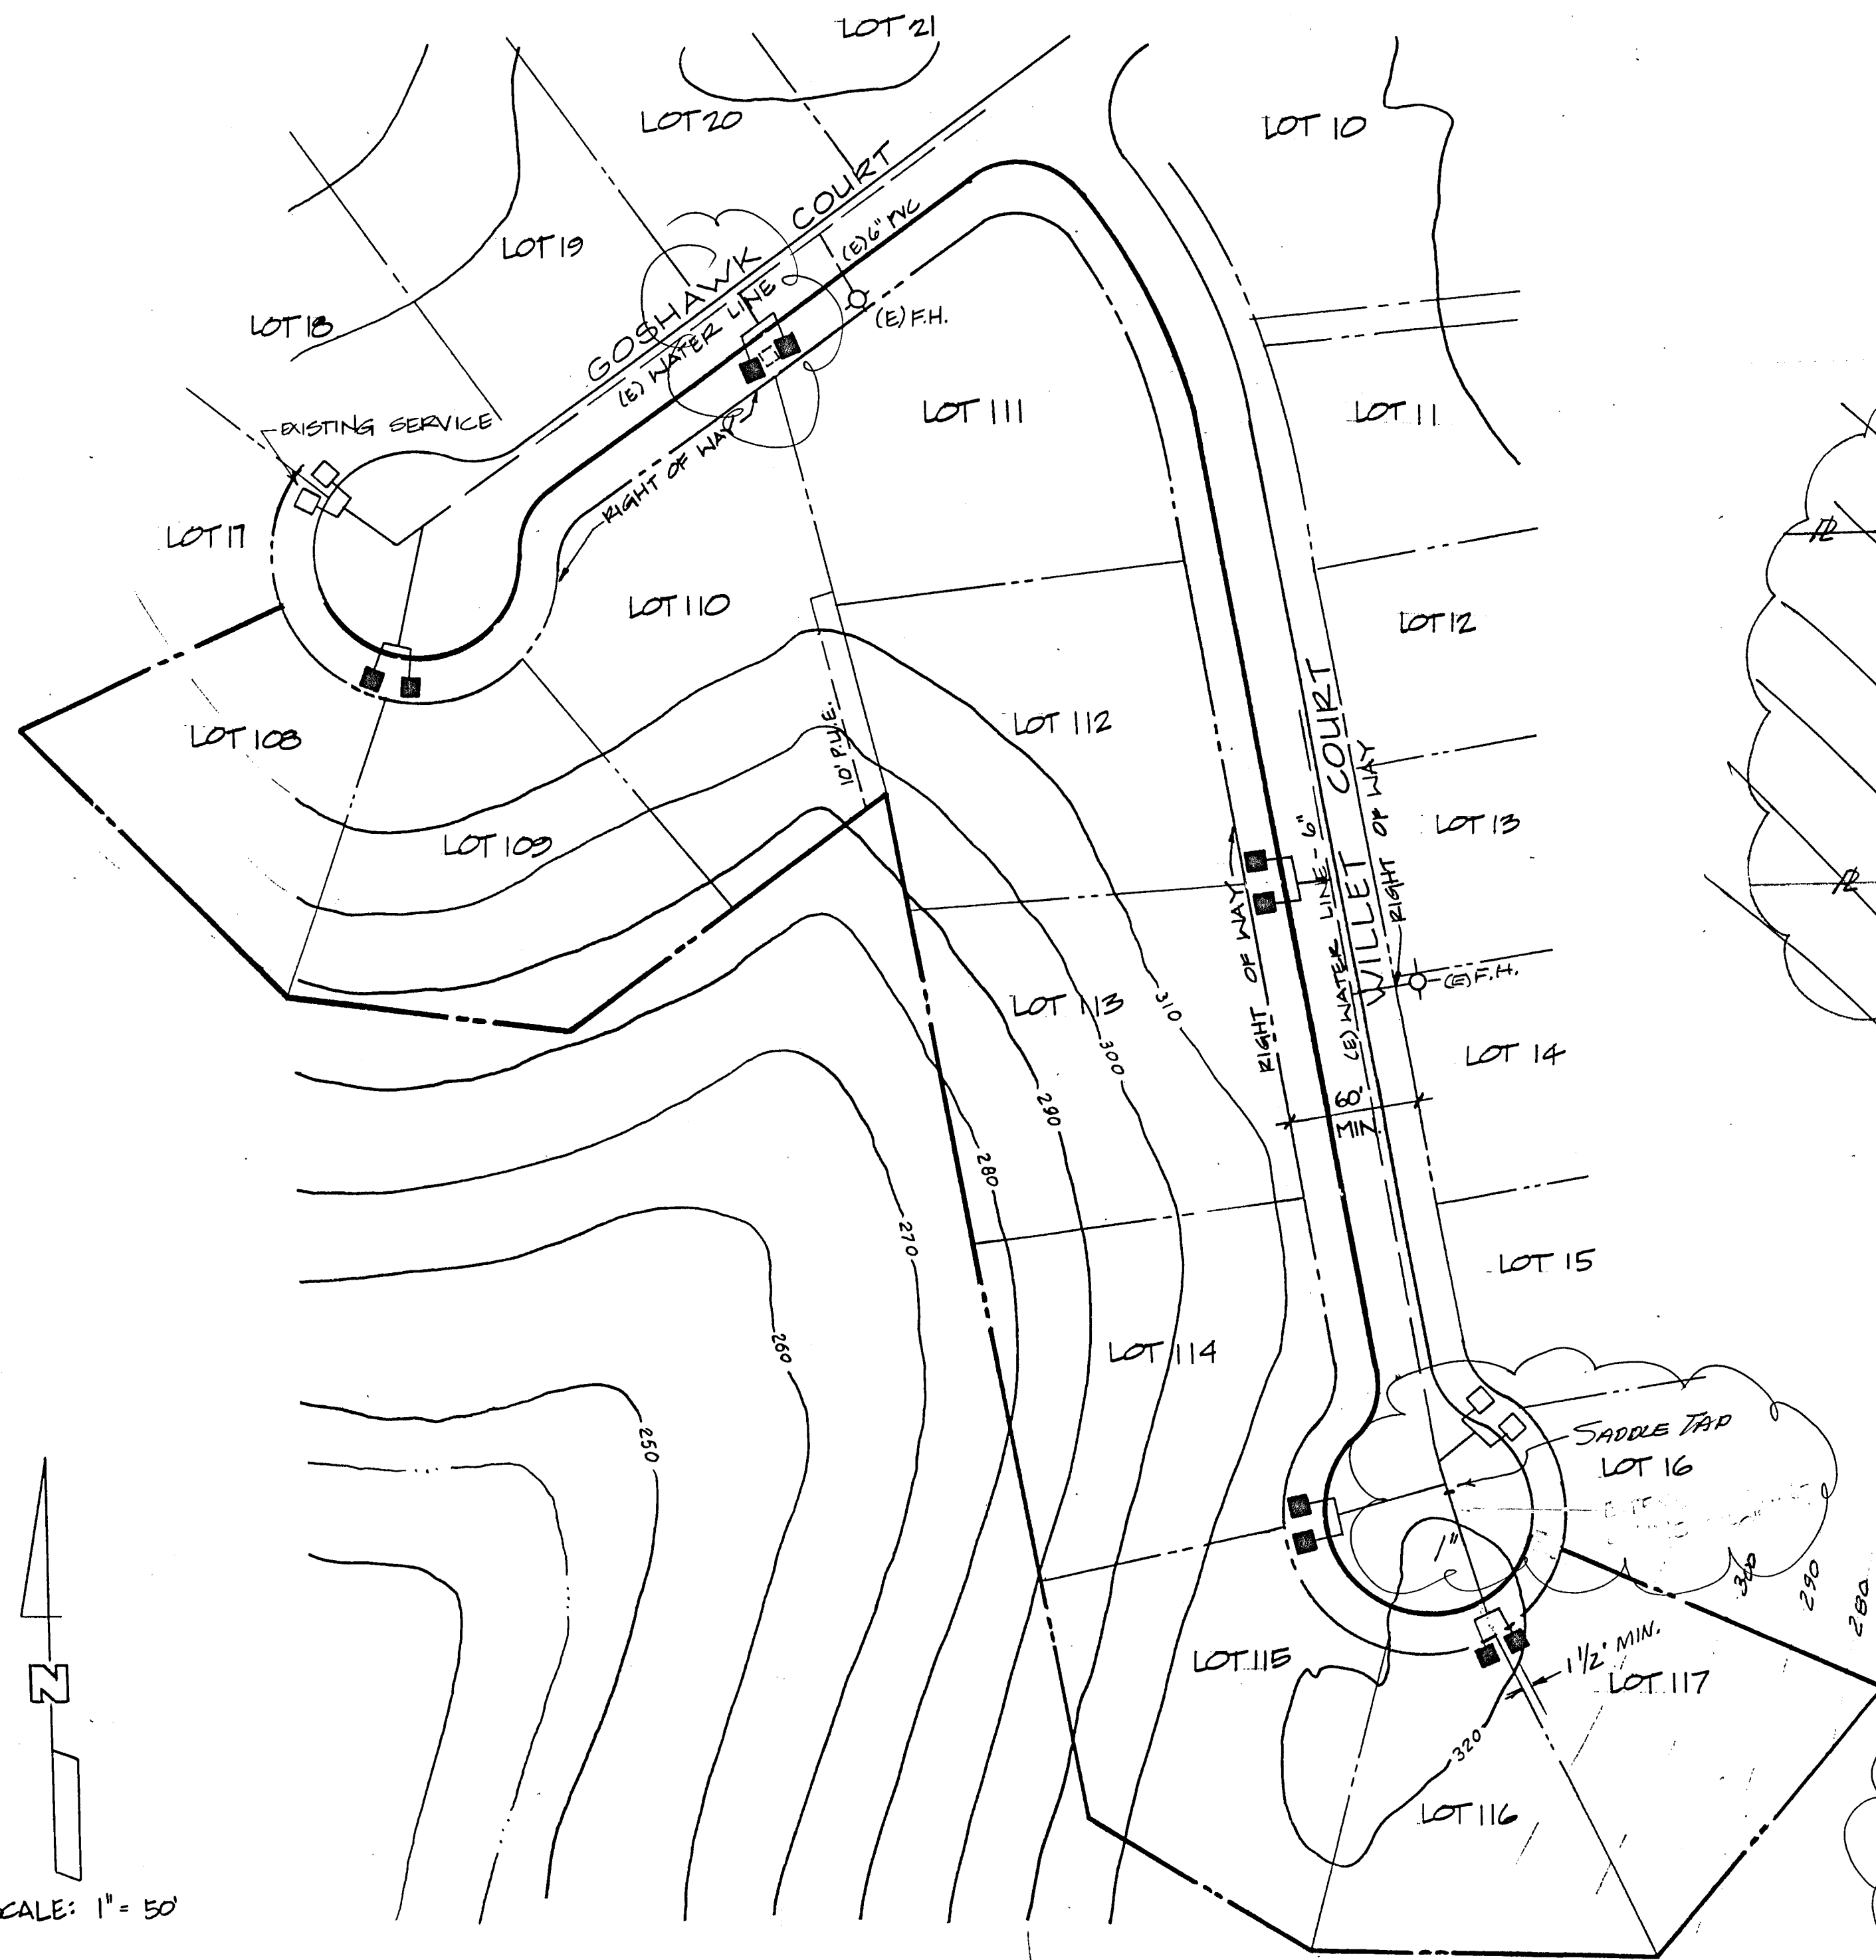 LOT 21
LOT 20
LOT 10
LOT 19
GOSHAWK COURT
(E) 6" PVC
(E) WATER LINE
(E) F.H.
LOT 18
LOT 111
LOT 11
EXISTING SERVICE
RIGHT OF WAY
LOT 17
LOT 110
LOT 12
LOT 108
10' P.U.E.
LOT 112
WILLET COURT
RIGHT OF WAY
LOT 13
LOT 109
(E) WATER LINE - 6"
RIGHT OF WAY
(E) F.H.
LOT 113
310
300
290
280
270
260
250
LOT 14
60'
MIN.
LOT 15
LOT 114
SADDLE TAP
LOT 16
1"
300
290
280
1 1/2' MIN.
LOT 115
LOT 117
320
LOT 116
N
SCALE: 1" = 50'
PL
PL